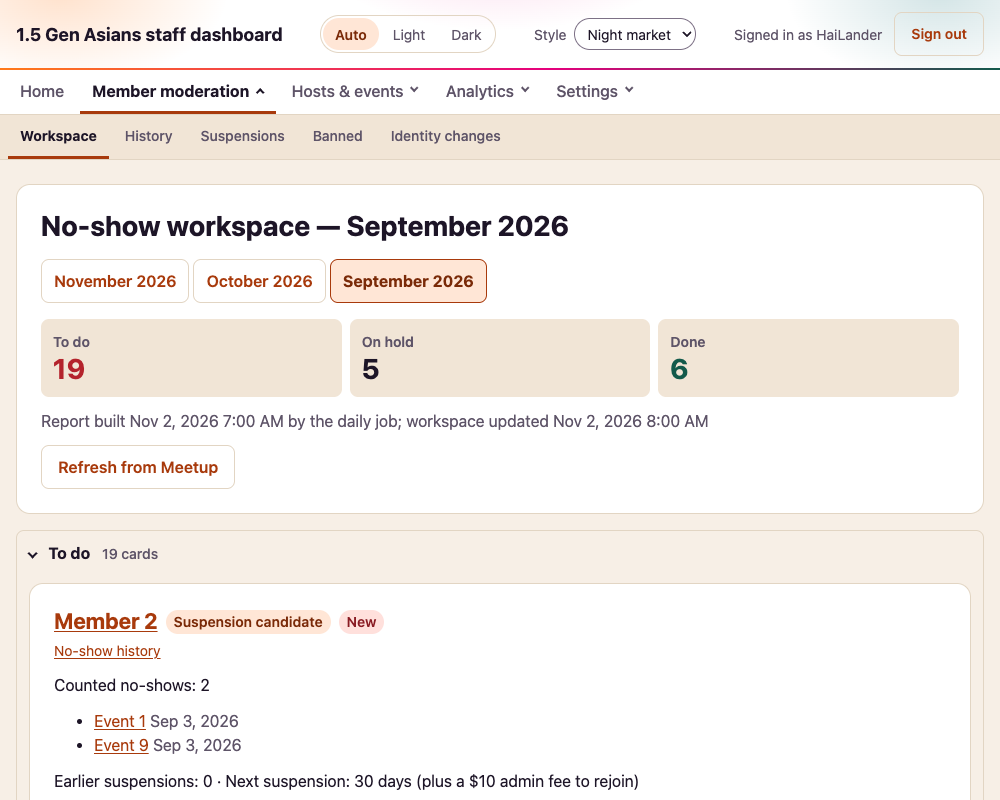 1.5 Gen Asians staff dashboard
Auto Light Dark
Style Night market
Signed in as HaiLander
Sign out
Home Member moderation Hosts & events Analytics Settings
Workspace History Suspensions Banned Identity changes
No-show workspace — September 2026
November 2026 October 2026 September 2026
To do On hold Done
19 5 6
Report built Nov 2, 2026 7:00 AM by the daily job; workspace updated Nov 2, 2026 8:00 AM
Refresh from Meetup
To do 19 cards
Member 2 Suspension candidate New
No-show history
Counted no-shows: 2
• Event 1 Sep 3, 2026
• Event 9 Sep 3, 2026
Earlier suspensions: 0 · Next suspension: 30 days (plus a $10 admin fee to rejoin)